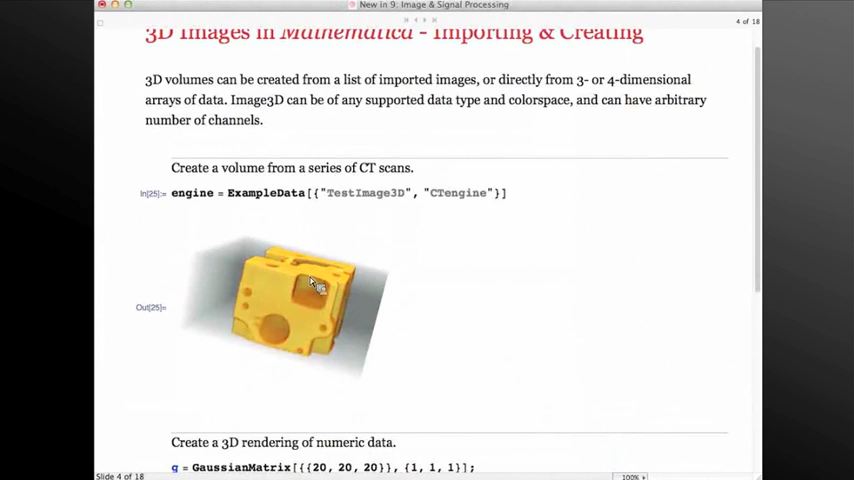 New in 9: Image & Signal Processing
4 of 18
3D Images in Mathematica - Importing & Creating
3D volumes can be created from a list of imported images, or directly from 3- or 4-dimensional
arrays of data. Image3D can be of any supported data type and colorspace, and can have arbitrary
number of channels.
Create a volume from a series of CT scans.
In[25]:= engine = ExampleData[{"TestImage3D", "CTengine"}]
Out[25]=
Create a 3D rendering of numeric data.
g = GaussianMatrix[{{20, 20, 20}}, {1, 1, 1}];
Slide 4 of 18
100%